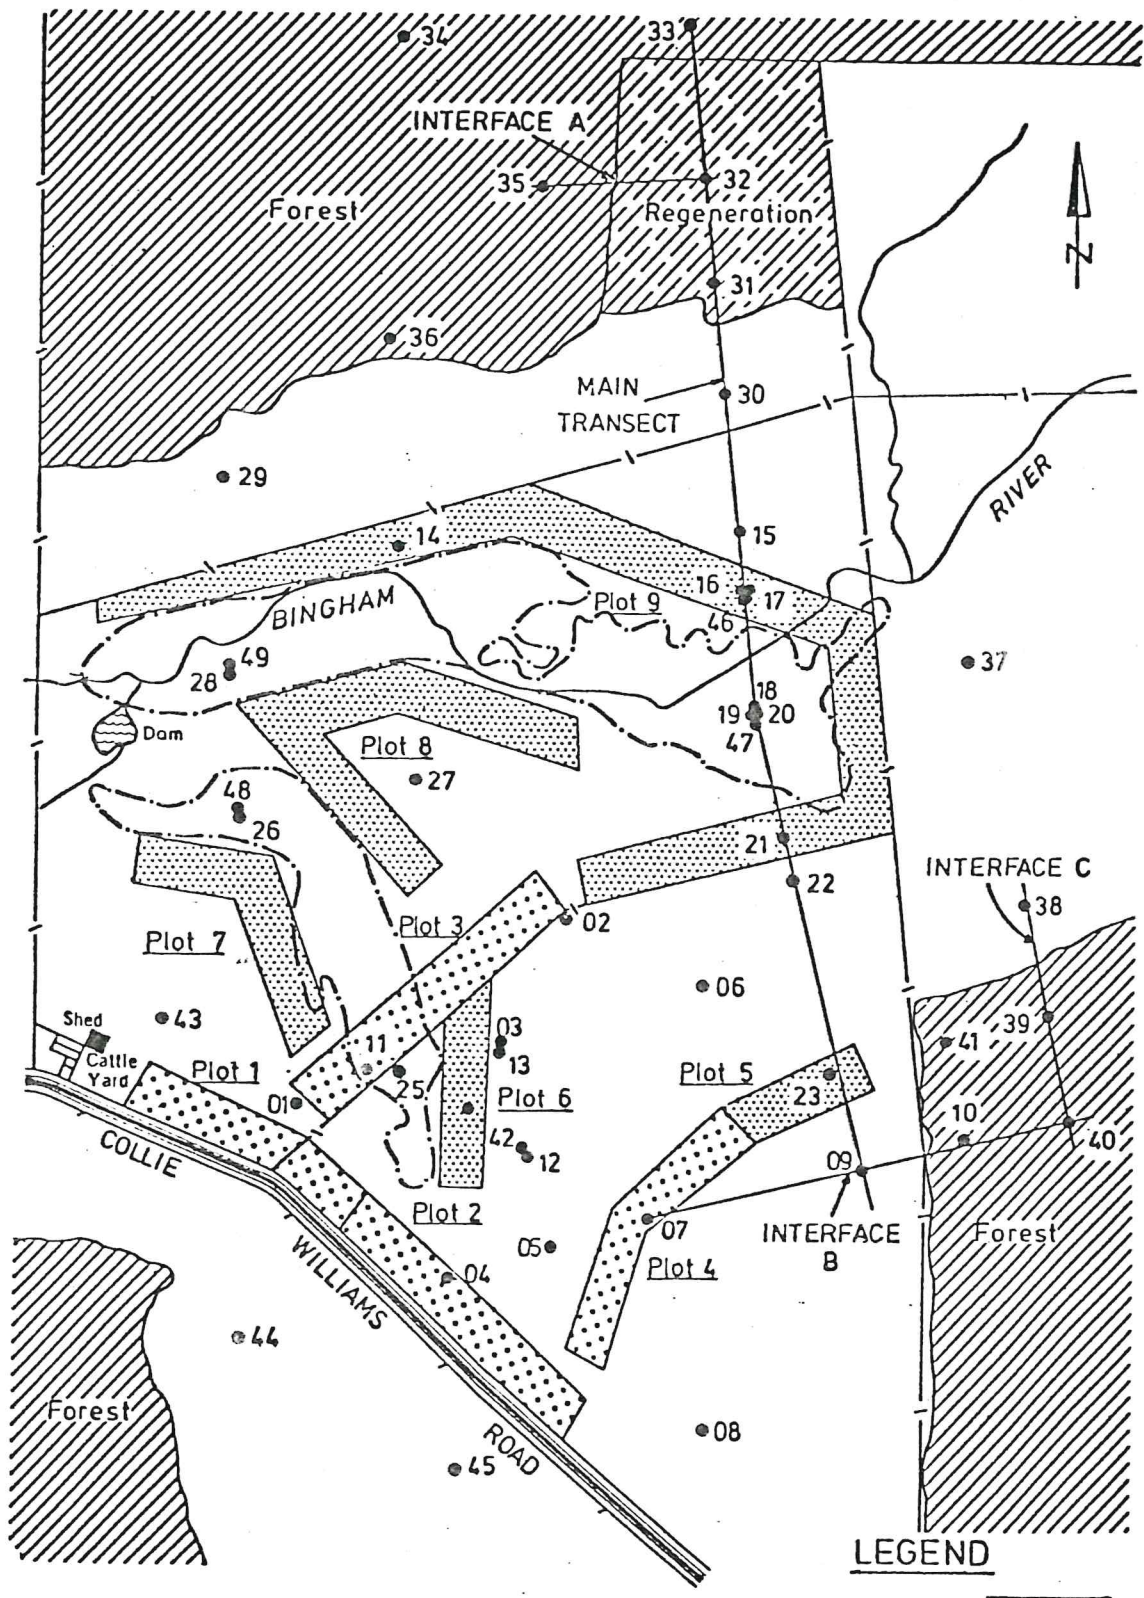 34
33
INTERFACE A
35
32
Forest
Regeneration
31
36
MAIN
TRANSECT
30
29
RIVER
14
15
BINGHAM
Plot 9
16
17
46
49
28
37
18
19
20
47
Dam
Plot 8
27
48
26
21
22
INTERFACE C
38
Plot 3
02
Plot 7
06
Shed
43
03
39
41
Cattle
Yard
Plot 1
11
13
Plot 5
25
01
Plot 6
23
10
COLLIE
42
12
09
40
Plot 2
07
INTERFACE
B
Forest
05
Plot 4
WILLIAMS
04
44
Forest
08
ROAD
45
N
LEGEND